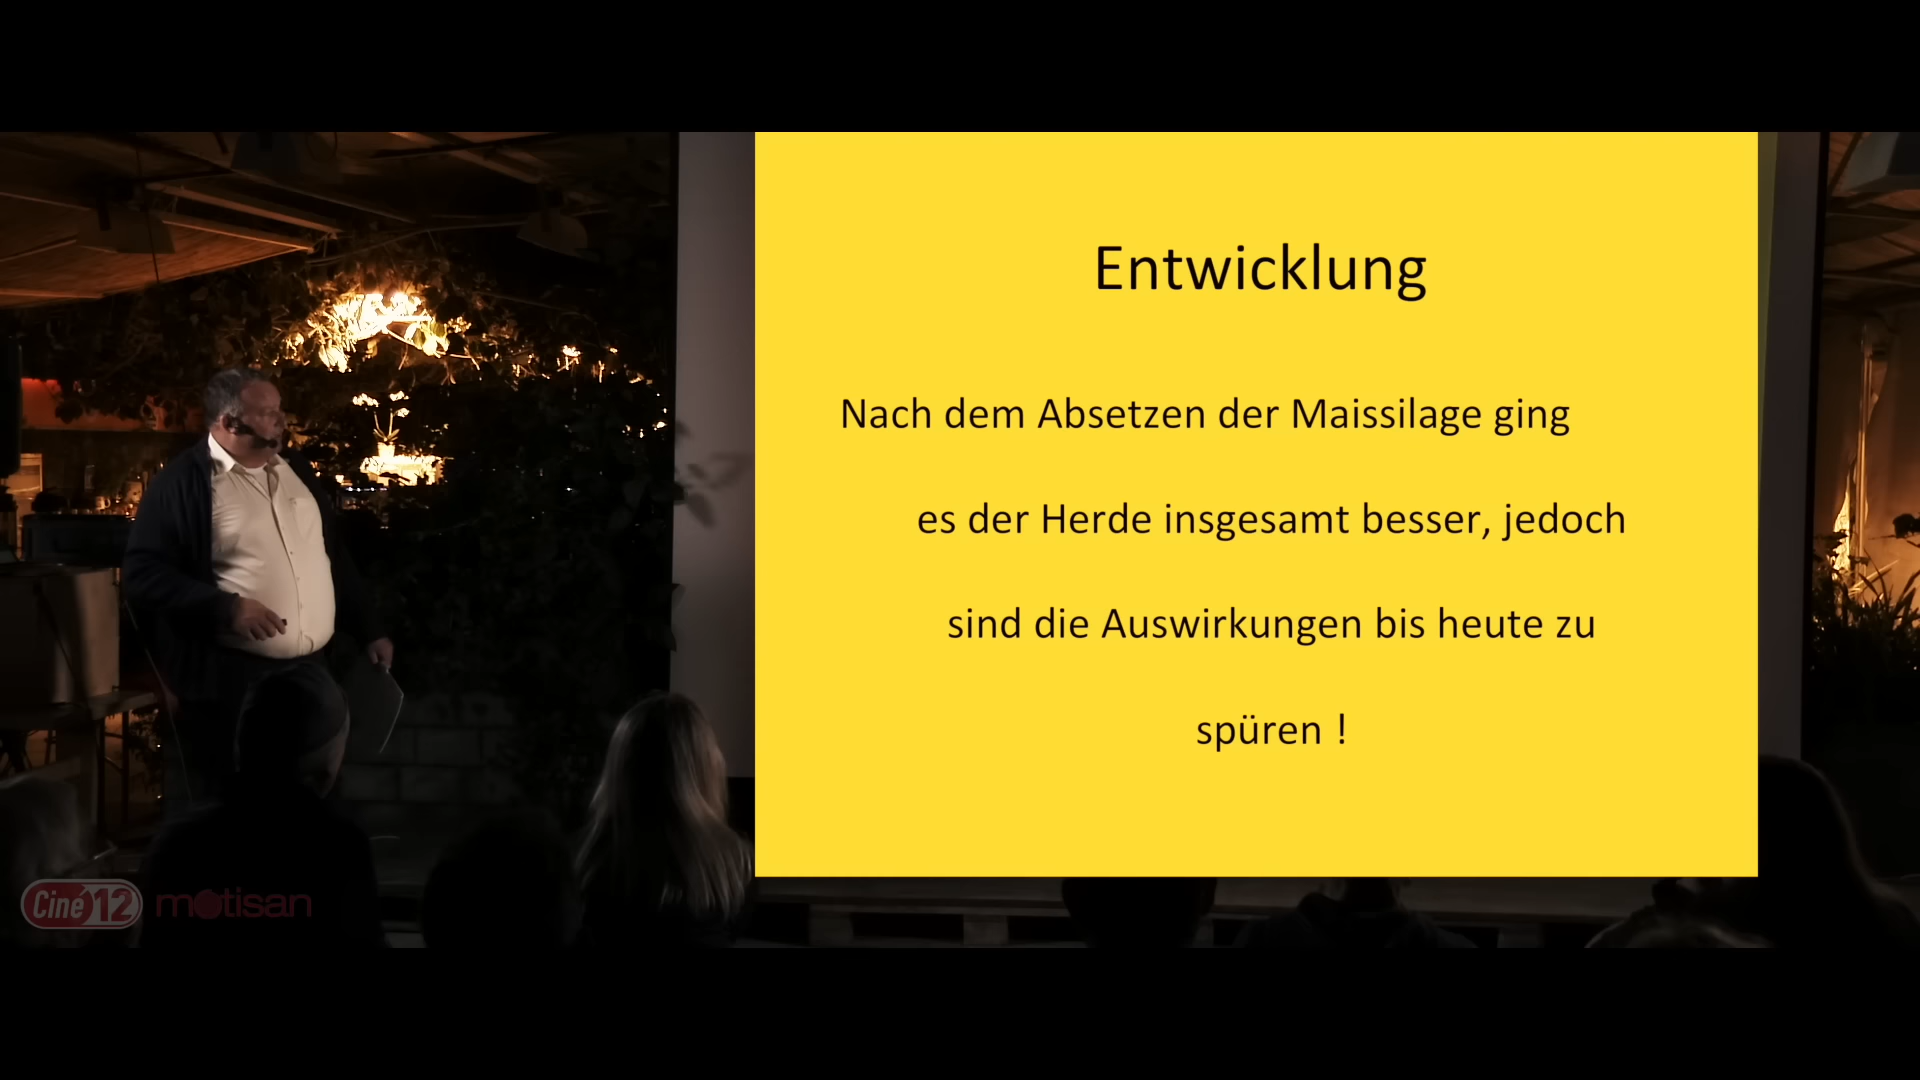 Entwicklung
Nach dem Absetzen der Maissilage ging
es der Herde insgesamt besser, jedoch
sind die Auswirkungen bis heute zu
spüren !
Ciné 12 motisan